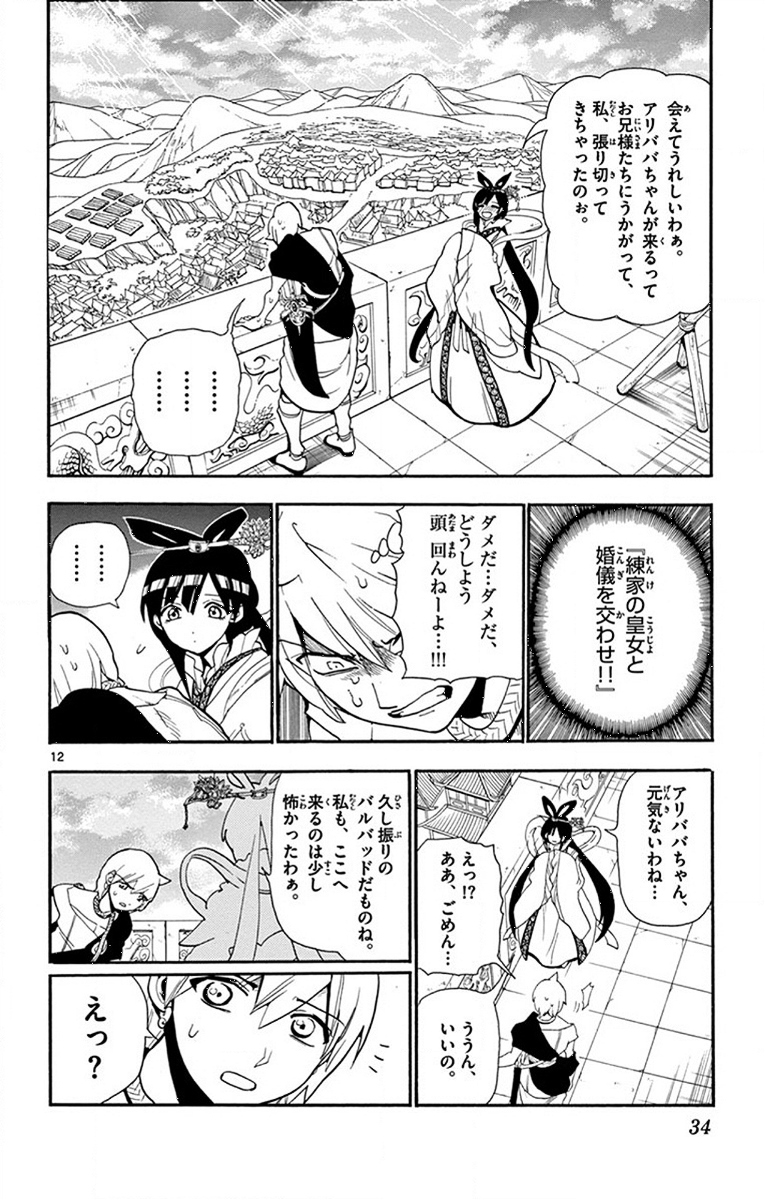 会えてうれしいわぁ。
アリババちゃんが来るって
お兄様たちにうかがって、
私、張り切って
きちゃったのぉ。
………
………
『練家の皇女と
婚儀を交わせ!!』
ダメだ…ダメだ、
どうしよう
頭 回んねーよ…!!!
………
………
12
アリババちゃん、
元気ないわね…
えっ!?
ああ、ごめん…
ううん、
いいの。
久し振りの
バルバッドだものね。
私も、ここへ
来るのは少し
怖かったわぁ。
えっ?
34